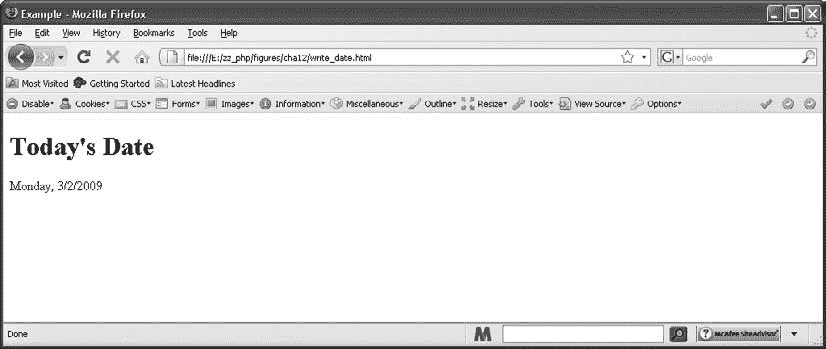 Example - Mozilla Firefox
File Edit View History Bookmarks Tools Help
file:///E:/zz_php/figures/cha12/write_date.html
G Google
Most Visited Getting Started Latest Headlines
Disable Cookies CSS Forms Images Information Miscellaneous Outline Resize Tools View Source Options
Today's Date
Monday, 3/2/2009
Done
McAfee SiteAdvisor